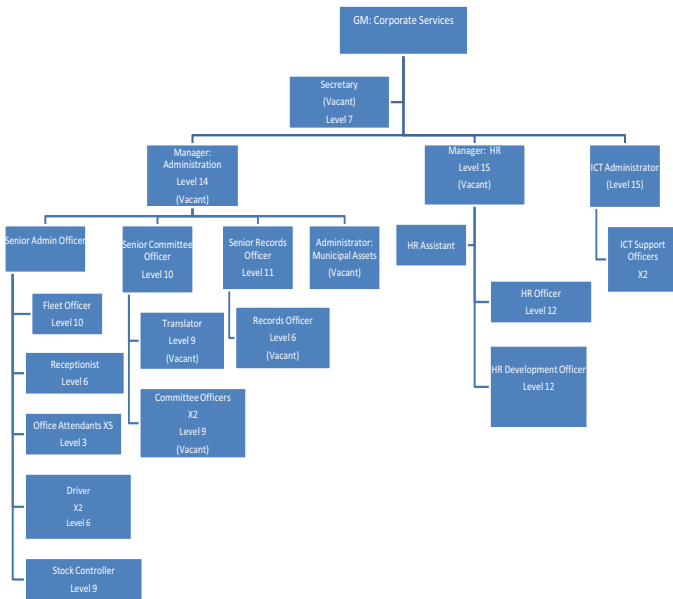 GM: Corporate Services
Secretary
(Vacant)
Level 7
Manager:
Administration
Level 14
(Vacant)
Manager: HR
Level 15
(Vacant)
ICT Administrator
(Level 15)
Senior Admin Officer
Senior Committee
Officer
Level 10
Senior Records
Officer
Level 11
Administrator:
Municipal Assets
(Vacant)
HR Assistant
ICT Support
Officers
X2
Fleet Officer
Level 10
Translator
Level 9
(Vacant)
Records Officer
Level 6
(Vacant)
HR Officer
Level 12
Receptionist
Level 6
HR Development Officer
Level 12
Office Attendants X5
Level 3
Committee Officers
X2
Level 9
(Vacant)
Driver
X2
Level 6
Stock Controller
Level 9